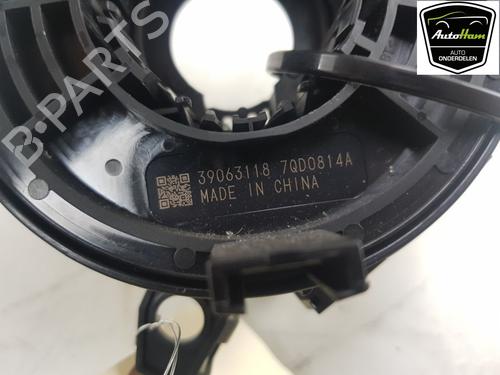 AutoHam
AUTO
ONDERDELEN
B-PARTS
39063118 7QD0814A
MADE IN CHINA